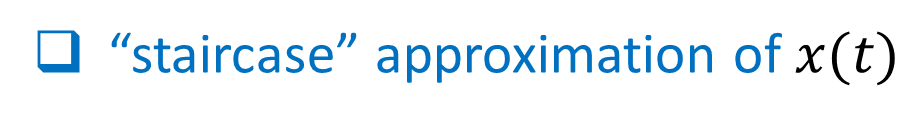 ❑ “staircase” approximation of x(t)